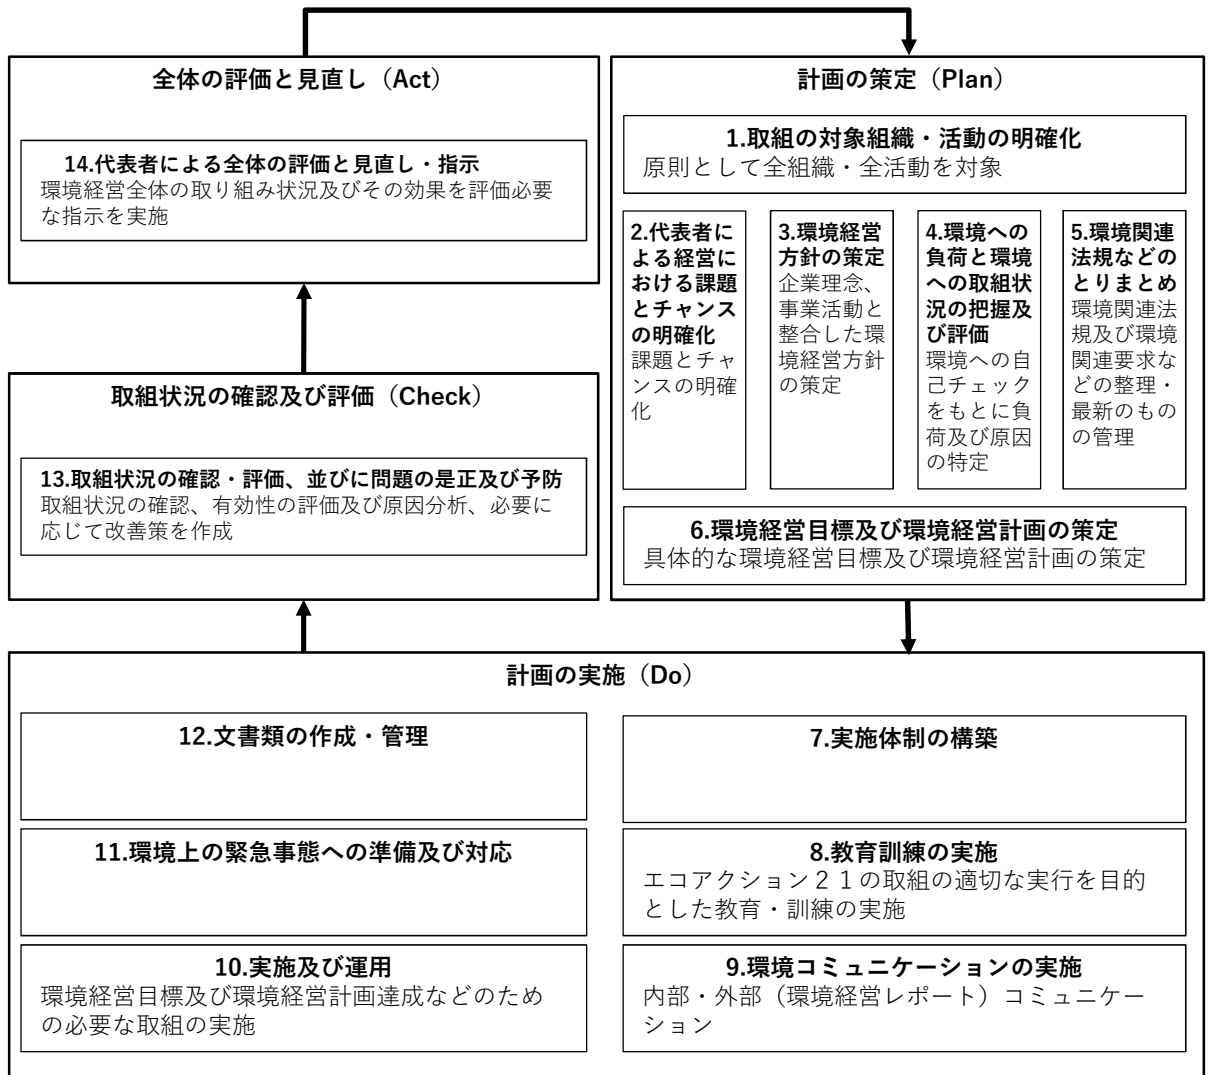 全体の評価と見直し（Act）
14.代表者による全体の評価と見直し・指示
環境経営全体の取り組み状況及びその効果を評価必要
な指示を実施
計画の策定（Plan）
1.取組の対象組織・活動の明確化
原則として全組織・全活動を対象
2.代表者に
よる経営に
おける課題
とチャンス
の明確化
課題とチャ
ンスの明確
化
3.環境経営
方針の策定
企業理念、
事業活動と
整合した環
境経営方針
の策定
4.環境への
負荷と環境
への取組状
況の把握及
び評価
環境への自
己チェック
をもとに負
荷及び原因
の特定
5.環境関連
法規などの
とりまとめ
環境関連法
規及び環境
関連要求な
どの整理・
最新のもの
の管理
6.環境経営目標及び環境経営計画の策定
具体的な環境経営目標及び環境経営計画の策定
取組状況の確認及び評価（Check）
13.取組状況の確認・評価、並びに問題の是正及び予防
取組状況の確認、有効性の評価及び原因分析、必要に
応じて改善策を作成
計画の実施（Do）
12.文書類の作成・管理
7.実施体制の構築
11.環境上の緊急事態への準備及び対応
8.教育訓練の実施
エコアクション２１の取組の適切な実行を目的
とした教育・訓練の実施
10.実施及び運用
環境経営目標及び環境経営計画達成などのため
の必要な取組の実施
9.環境コミュニケーションの実施
内部・外部（環境経営レポート）コミュニケー
ション